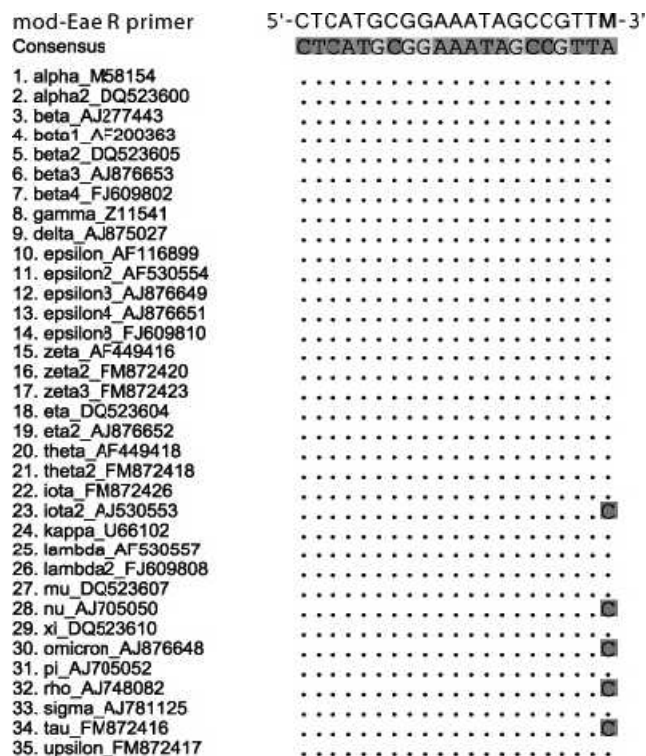 mod-Eae R primer 5'-CTCATGCGGAAATAGCCGTTM-3'
Consensus CTCATGCGGAAATAGCCGTTA
1. alpha_M58154 .....................
2. alpha2_DQ523600 .....................
3. beta_AJ277443 .....................
4. beta1_AF200363 .....................
5. beta2_DQ523605 .....................
6. beta3_AJ876653 .....................
7. beta4_FJ609802 .....................
8. gamma_Z11541 .....................
9. delta_AJ875027 .....................
10. epsilon_AF116899 .....................
11. epsilon2_AF530554 .....................
12. epsilon3_AJ876649 .....................
13. epsilon4_AJ876651 .....................
14. epsilon8_FJ609810 .....................
15. zeta_AF449416 .....................
16. zeta2_FM872420 .....................
17. zeta3_FM872423 .....................
18. eta_DQ523604 .....................
19. eta2_AJ876652 .....................
20. theta_AF449418 .....................
21. theta2_FM872418 .....................
22. iota_FM872426 .....................
23. iota2_AJ530553 ....................C
24. kappa_U66102 .....................
25. lambda_AF530557 .....................
26. lambda2_FJ609808 .....................
27. mu_DQ523607 .....................
28. nu_AJ705050 ....................C
29. xi_DQ523610 .....................
30. omicron_AJ876648 ....................C
31. pi_AJ705052 .....................
32. rho_AJ748082 ....................C
33. sigma_AJ781125 .....................
34. tau_FM872416 ....................C
35. upsilon_FM872417 .....................